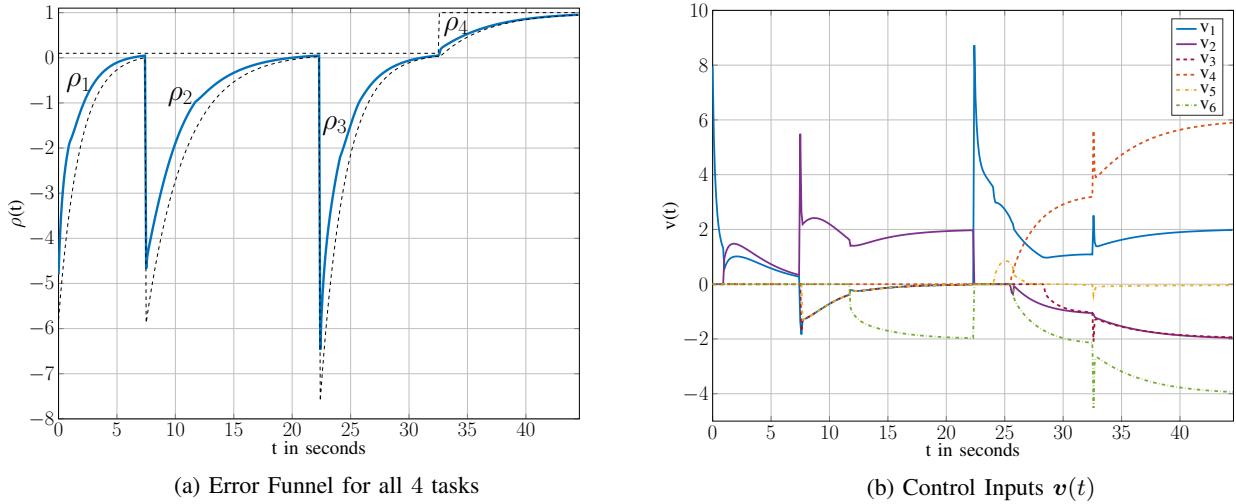 1
0
−1
−2
−3
−4
−5
−6
−7
−8
ρ(t)
ρ₁
ρ₂
ρ₃
ρ₄
0 5 10 15 20 25 30 35 40
t in seconds
(a) Error Funnel for all 4 tasks
10
8
6
4
2
0
−2
−4
v(t)
v₁
v₂
v₃
v₄
v₅
v₆
0 5 10 15 20 25 30 35 40
t in seconds
(b) Control Inputs v(t)